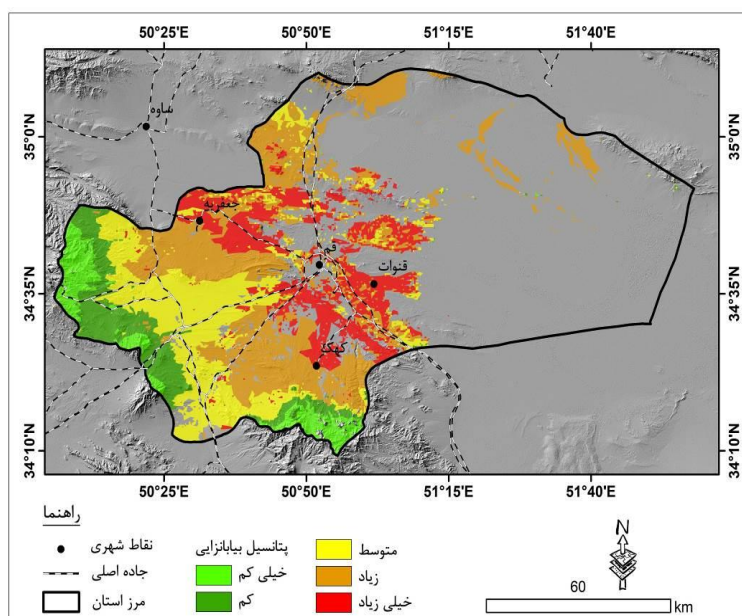 50°25'E 50°50'E 51°15'E 51°40'E
35°0'N 35°0'N
34°35'N 34°35'N
34°10'N 34°10'N
ساوه
جعفریه
قم
قنوات
کهک
50°25'E 50°50'E 51°15'E 51°40'E
راهنما
نقاط شهری
جاده اصلی
مرز استان
پتانسیل بیابانزایی
خیلی کم
کم
متوسط
زیاد
خیلی زیاد
N
60
km